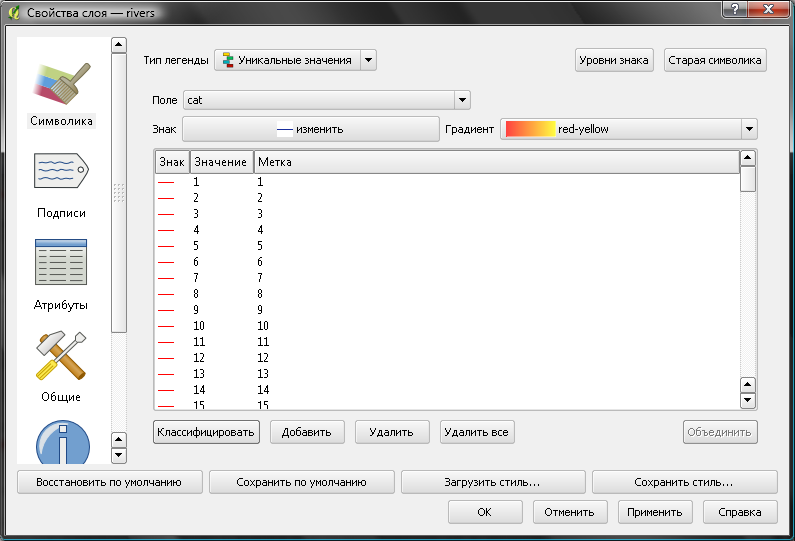 Свойства слоя — rivers
Символика
Подписи
Атрибуты
Общие
Тип легенды Уникальные значения Уровни знака Старая символика
Поле cat
Знак изменить Градиент red-yellow
Знак Значение Метка
1 1
2 2
3 3
4 4
5 5
6 6
7 7
8 8
9 9
10 10
11 11
12 12
13 13
14 14
15 15
Классифицировать Добавить Удалить Удалить все Объединить
Восстановить по умолчанию Сохранить по умолчанию Загрузить стиль... Сохранить стиль...
OK Отменить Применить Справка